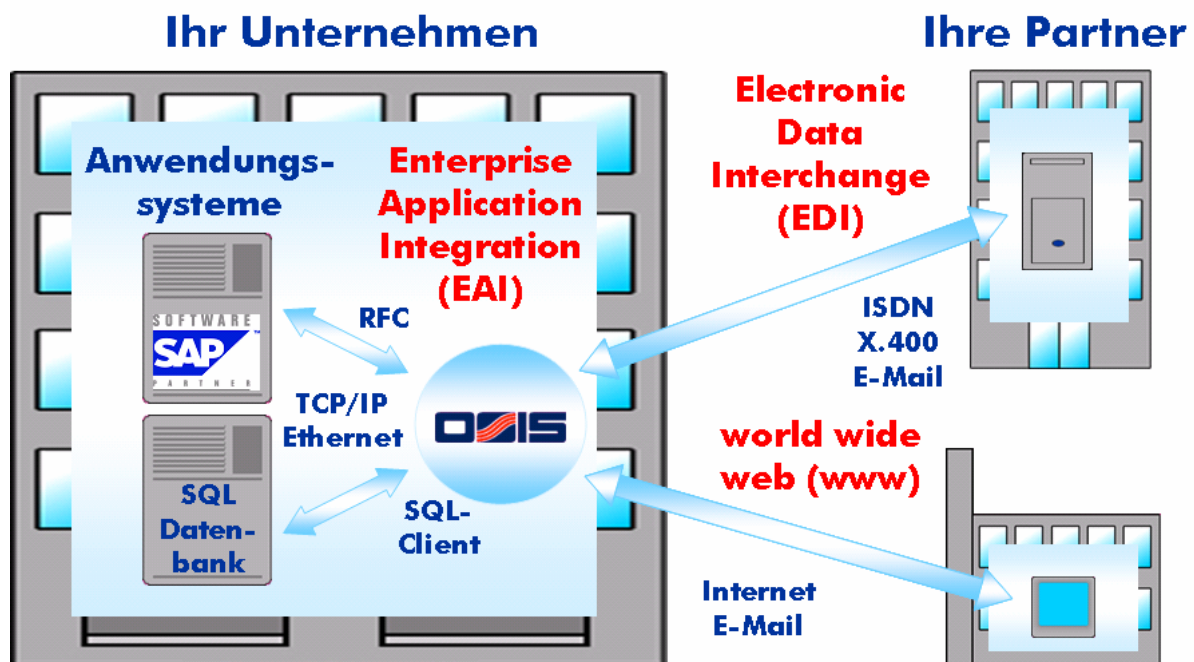 Ihr Unternehmen
Ihre Partner
Anwendungs-
systeme
Enterprise
Application
Integration
(EAI)
Electronic
Data
Interchange
(EDI)
SOFTWARE
SAP™
PARTNER
RFC
TCP/IP
Ethernet
OSIS
SQL
Daten-
bank
SQL-
Client
ISDN
X.400
E-Mail
world wide
web (www)
Internet
E-Mail